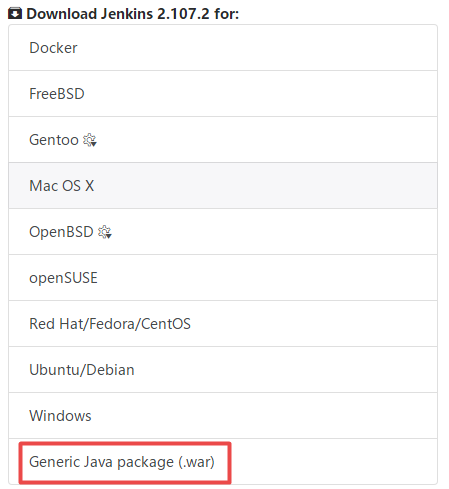 Download Jenkins 2.107.2 for:
Docker
FreeBSD
Gentoo
Mac OS X
OpenBSD
openSUSE
Red Hat/Fedora/CentOS
Ubuntu/Debian
Windows
Generic Java package (.war)